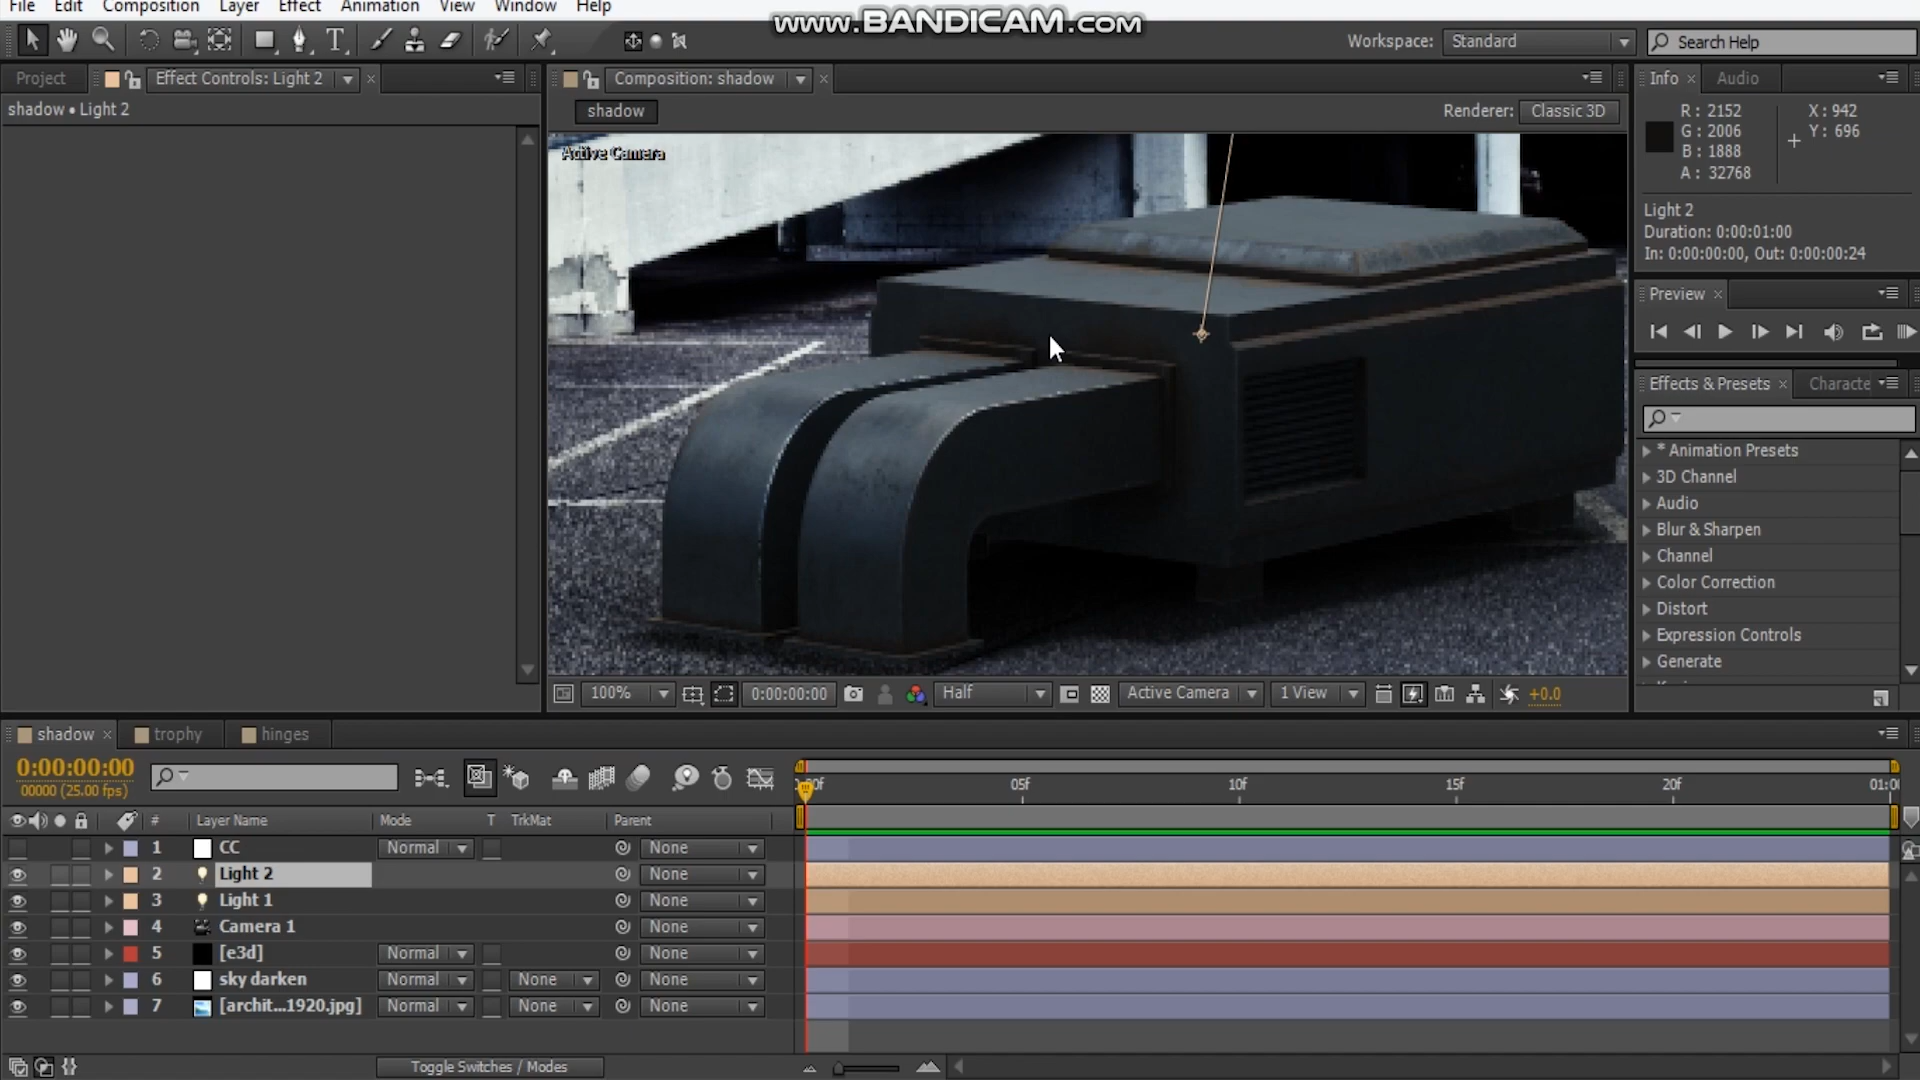 File Edit Composition Layer Effect Animation View Window Help
www.BANDICAM.com
Workspace: Standard
Search Help
Project
Effect Controls: Light 2
Composition: shadow
Info
Audio
shadow • Light 2
shadow
Renderer: Classic 3D
R: 2152
G: 2006
B: 1888
A: 32768
X: 942
Y: 696
Active Camera
Light 2
Duration: 0:00:01:00
In: 0:00:00:00, Out: 0:00:00:24
Preview
Effects & Presets
Characte
* Animation Presets
3D Channel
Audio
Blur & Sharpen
Channel
Color Correction
Distort
Expression Controls
Generate
100%
0:00:00:00
Half
Active Camera
1 View
+0.0
shadow
trophy
hinges
0:00:00:00
00000 (25.00 fps)
05f
10f
15f
20f
# Layer Name Mode T TrkMat Parent
1 CC Normal None
2 Light 2 None
3 Light 1 None
4 Camera 1 None
5 [e3d] Normal None
6 sky darken Normal None None
7 [archit...1920.jpg] Normal None None
Toggle Switches / Modes